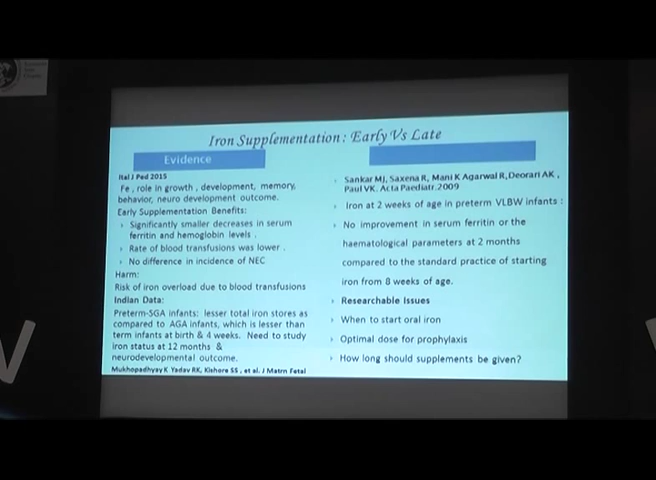 Iron Supplementation : Early Vs Late
Evidence
Ital J Ped 2015
Fe , role in growth , development, memory,
behavior, neuro development outcome.
Early Supplementation Benefits:
Significantly smaller decreases in serum
ferritin and hemoglobin levels .
Rate of blood transfusions was lower .
No difference in incidence of NEC
Harm:
Risk of iron overload due to blood transfusions
Indian Data:
Preterm-SGA infants: lesser total iron stores as
compared to AGA infants, which is lesser than
term infants at birth & 4 weeks. Need to study
iron status at 12 months &
neurodevelopmental outcome.
Mukhopadhyay K Yadav RK, Kishore SS , et al. J Matrn Fetal
Sankar MJ, Saxena R, Mani K Agarwal R,Deorari AK ,
Paul VK. Acta Paediatr.2009
Iron at 2 weeks of age in preterm VLBW infants :
No improvement in serum ferritin or the
haematological parameters at 2 months
compared to the standard practice of starting
iron from 8 weeks of age.
Researchable Issues
When to start oral iron
Optimal dose for prophylaxis
How long should supplements be given?